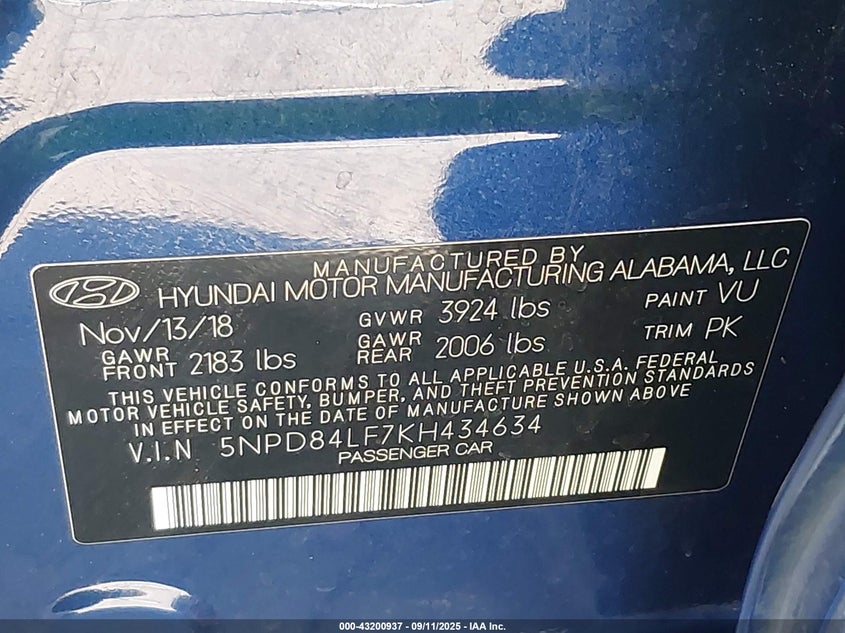 MANUFACTURED BY
HYUNDAI MOTOR MANUFACTURING ALABAMA, LLC
Nov/13/18 GVWR 3924 lbs PAINT VU
GAWR FRONT 2183 lbs GAWR REAR 2006 lbs TRIM PK
THIS VEHICLE CONFORMS TO ALL APPLICABLE U.S.A. FEDERAL
MOTOR VEHICLE SAFETY, BUMPER, AND THEFT PREVENTION STANDARDS
IN EFFECT ON THE DATE OF MANUFACTURE SHOWN ABOVE
V.I.N 5NPD84LF7KH434634
PASSENGER CAR
000-43200937 - 09/11/2025 - IAA Inc.